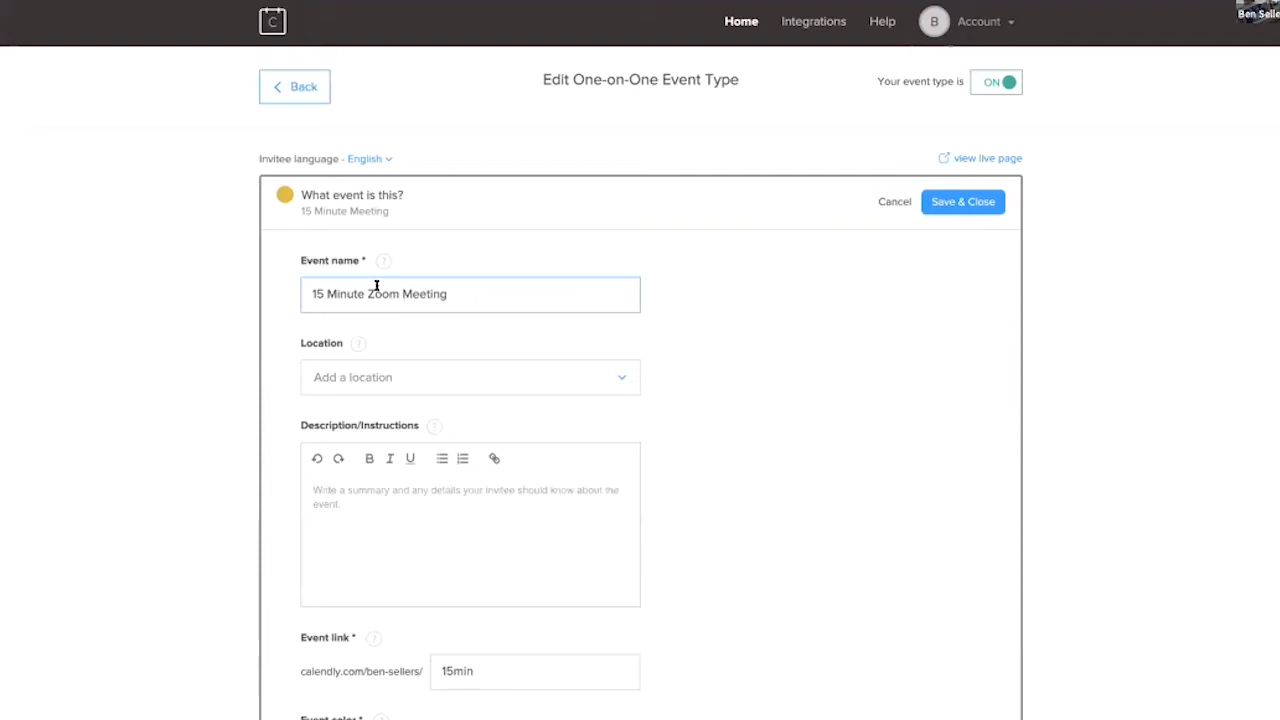 C
Home
Integrations
Help
B
Account
Ben Selle
Back
Edit One-on-One Event Type
Your event type is
ON
Invitee language - English
view live page
What event is this?
15 Minute Meeting
Cancel
Save & Close
Event name * ?
15 Minute Zoom Meeting
Location ?
Add a location
Description/Instructions ?
B I U
Write a summary and any details your invitee should know about the
event.
Event link * ?
calendly.com/ben-sellers/
15min
Event color * ?